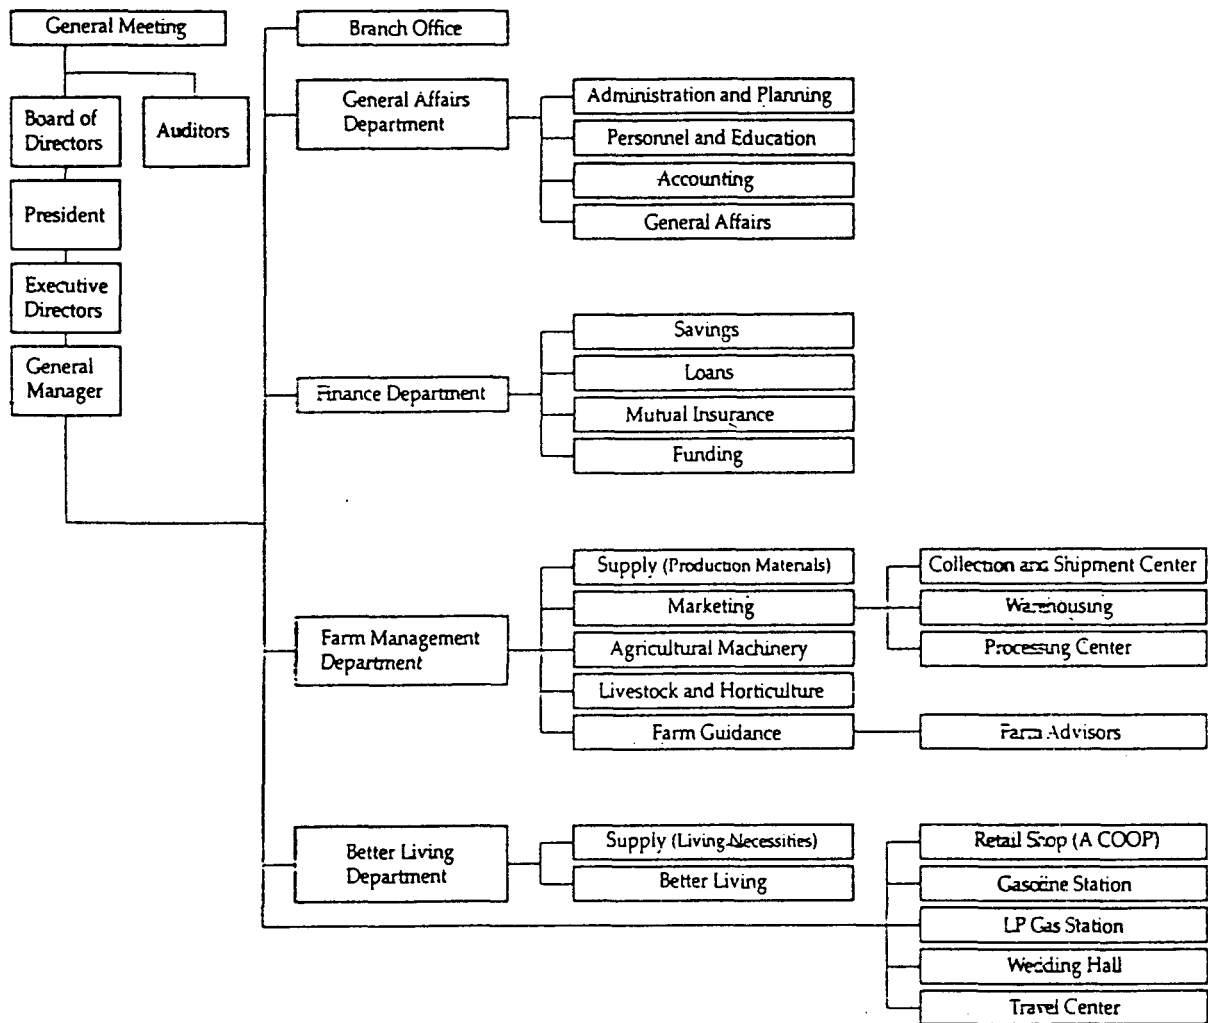 General Meeting
Board of
Directors
Auditors
President
Executive
Directors
General
Manager
Branch Office
General Affairs
Department
Administration and Planning
Personnel and Education
Accounting
General Affairs
Finance Department
Savings
Loans
Mutual Insurance
Funding
Farm Management
Department
Supply (Production Materials)
Marketing
Agricultural Machinery
Livestock and Horticulture
Farm Guidance
Collection and Shipment Center
Warehousing
Processing Center
Farm Advisors
Better Living
Department
Supply (Living Necessities)
Better Living
Retail Shop (A COOP)
Gasoline Station
LP Gas Station
Wedding Hall
Travel Center